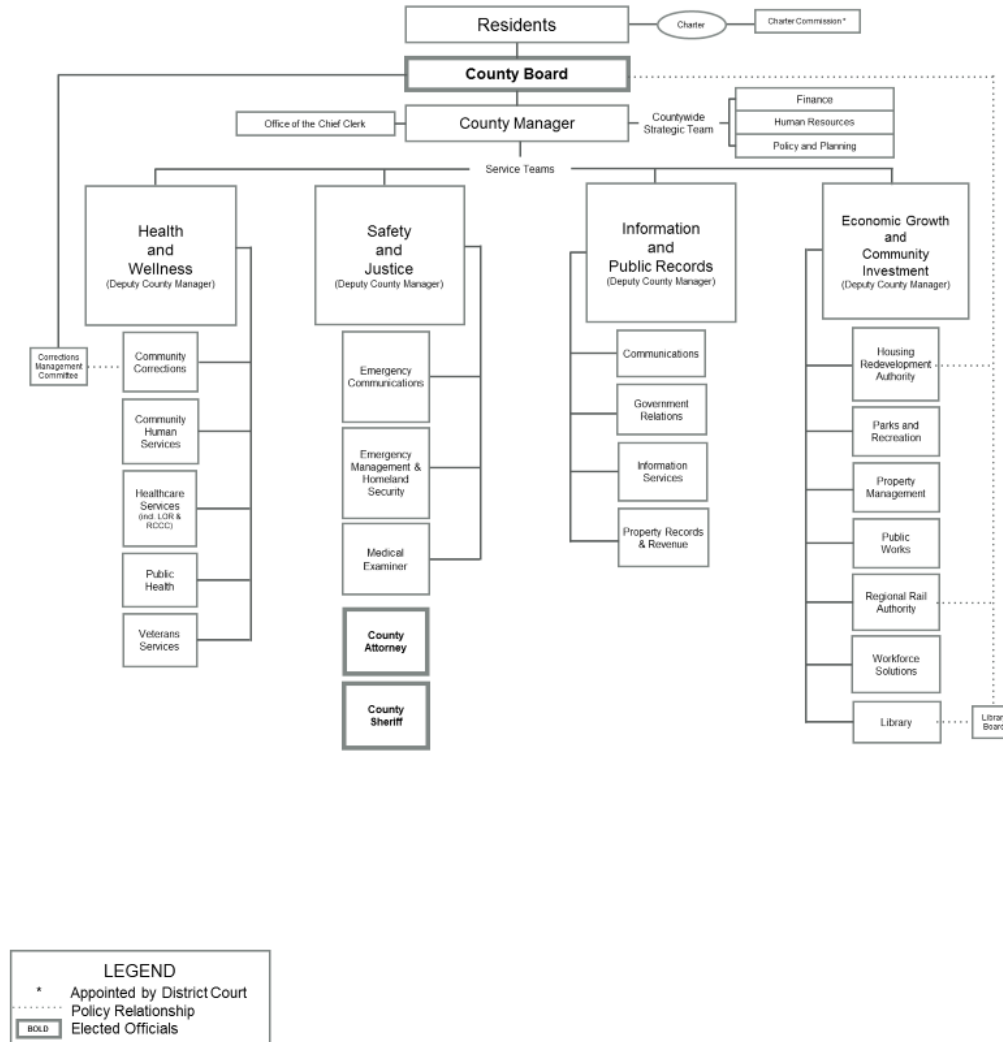 Residents
Charter
Charter Commission*
County Board
Office of the Chief Clerk
County Manager
Countywide
Strategic Team
Finance
Human Resources
Policy and Planning
Service Teams
Health
and
Wellness
(Deputy County Manager)
Safety
and
Justice
(Deputy County Manager)
Information
and
Public Records
(Deputy County Manager)
Economic Growth
and
Community
Investment
(Deputy County Manager)
Corrections
Management
Committee
Community
Corrections
Community
Human
Services
Healthcare
Services
(incl. LOR &
RCCC)
Public
Health
Veterans
Services
Emergency
Communications
Emergency
Management &
Homeland
Security
Medical
Examiner
County
Attorney
County
Sheriff
Communications
Government
Relations
Information
Services
Property Records
& Revenue
Housing
Redevelopment
Authority
Parks and
Recreation
Property
Management
Public
Works
Regional Rail
Authority
Workforce
Solutions
Library
Library
Board
LEGEND
* Appointed by District Court
Policy Relationship
BOLD Elected Officials